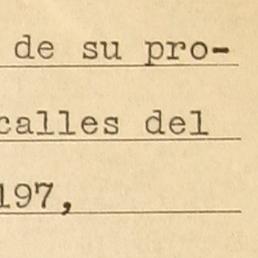 de su pro-
calles del
197,